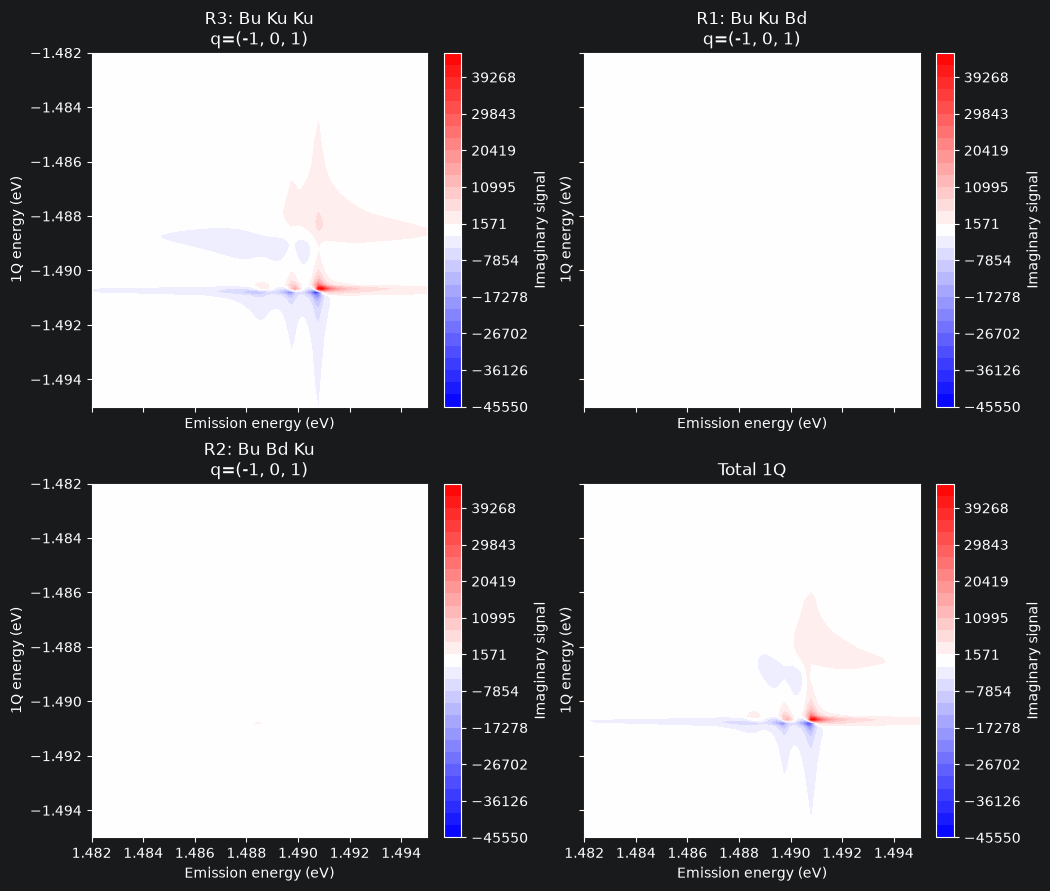 R3: Bu Ku Ku
q=(-1, 0, 1)
R1: Bu Ku Bd
q=(-1, 0, 1)
−1.482
−1.484
−1.486
−1.488
−1.490
−1.492
−1.494
1Q energy (eV)
Emission energy (eV)
39268
29843
20419
10995
1571
−7854
−17278
−26702
−36126
−45550
Imaginary signal
1Q energy (eV)
Emission energy (eV)
39268
29843
20419
10995
1571
−7854
−17278
−26702
−36126
−45550
Imaginary signal
R2: Bu Bd Ku
q=(-1, 0, 1)
Total 1Q
−1.482
−1.484
−1.486
−1.488
−1.490
−1.492
−1.494
1Q energy (eV)
1.482 1.484 1.486 1.488 1.490 1.492 1.494
Emission energy (eV)
39268
29843
20419
10995
1571
−7854
−17278
−26702
−36126
−45550
Imaginary signal
1Q energy (eV)
1.482 1.484 1.486 1.488 1.490 1.492 1.494
Emission energy (eV)
39268
29843
20419
10995
1571
−7854
−17278
−26702
−36126
−45550
Imaginary signal